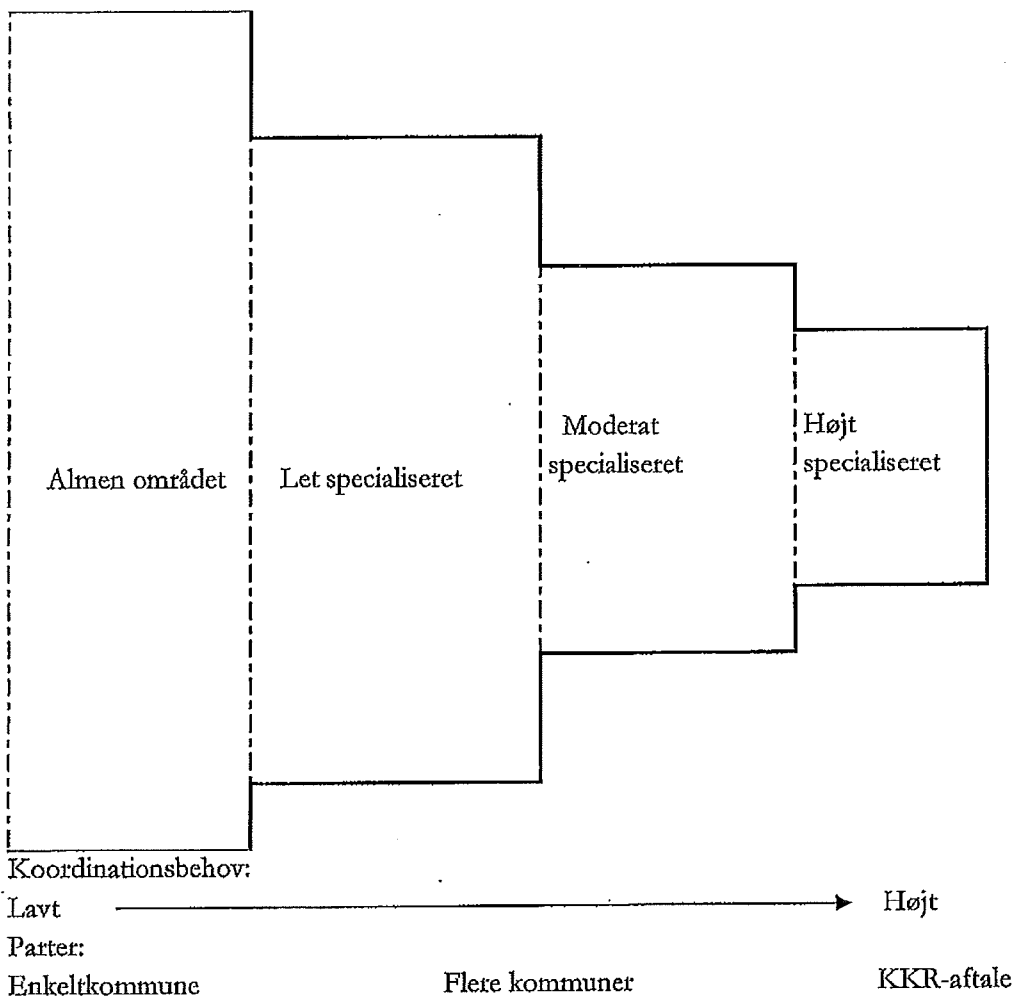 Almen området
Let specialiseret
Moderat
specialiseret
Højt
specialiseret
Koordinationsbehov:
Lavt
Højt
Parter:
Enkeltkommune
Flere kommuner
KKR-aftale